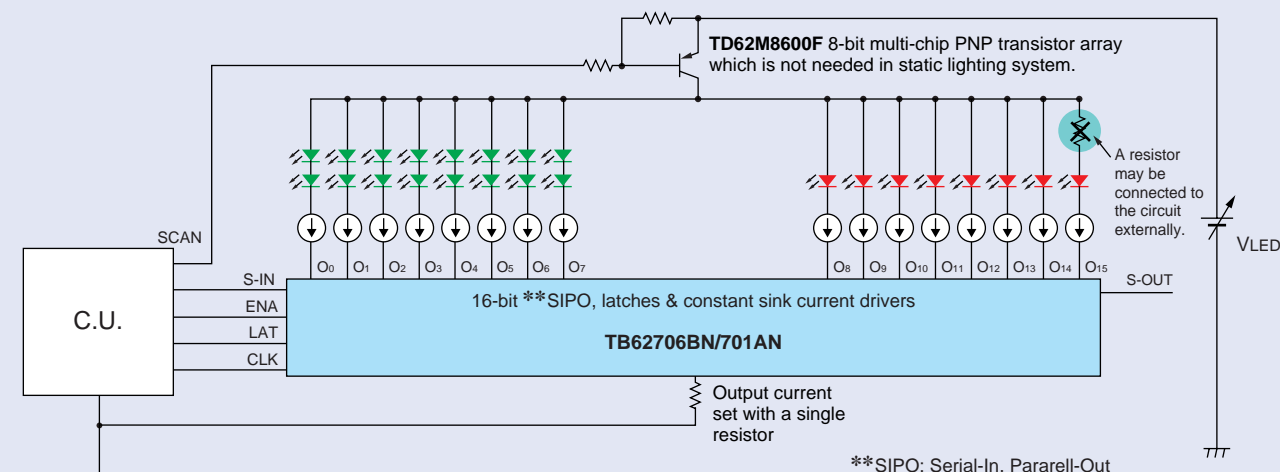 TD62M8600F 8-bit multi-chip PNP transistor array
which is not needed in static lighting system.
A resistor
may be
connected to
the circuit
externally.
VLED
SCAN
S-IN
ENA
LAT
CLK
C.U.
O0 O1 O2 O3 O4 O5 O6 O7
O8 O9 O10 O11 O12 O13 O14 O15
S-OUT
16-bit **SIPO, latches & constant sink current drivers
TB62706BN/701AN
Output current
set with a single
resistor
**SIPO: Serial-In, Pararell-Out